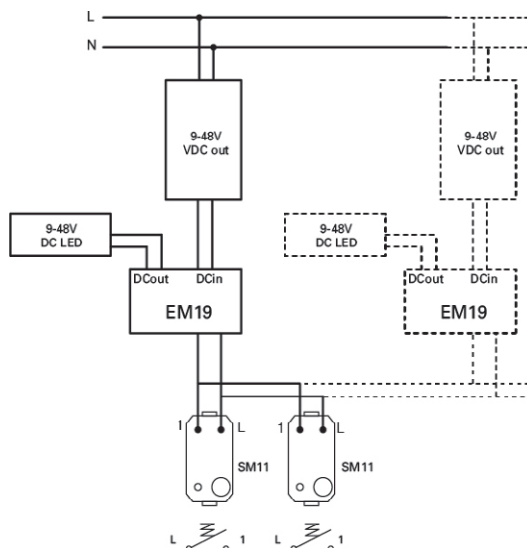 L
N
9-48V
VDC out
9-48V
VDC out
9-48V
DC LED
9-48V
DC LED
DCout DCin
EM19
DCout DCin
EM19
1 L
1 L
SM11
SM11
L 1
L 1